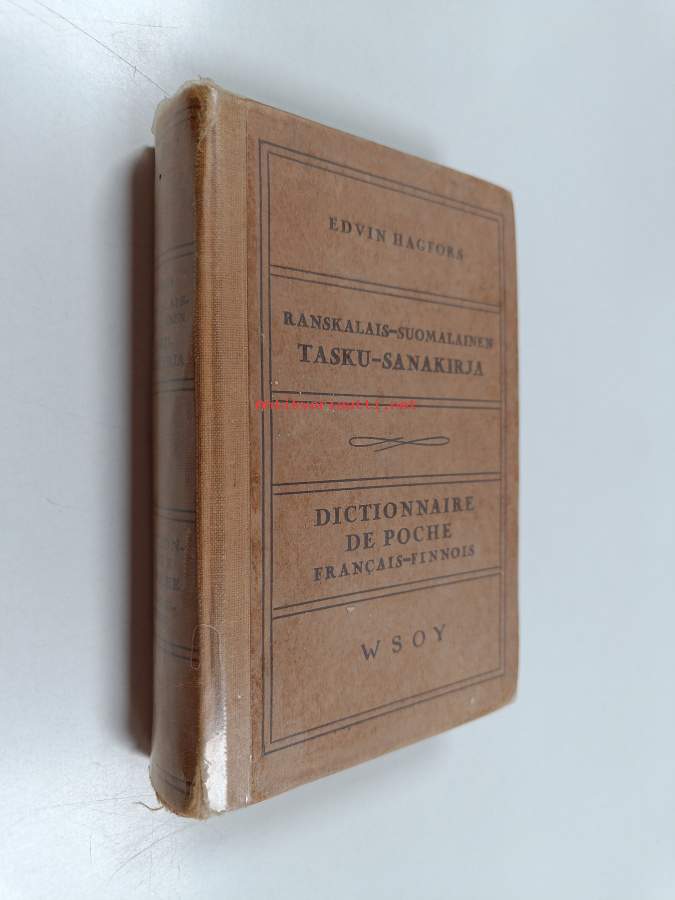 EDVIN HAGFORS
RANSKALAIS-SUOMALAINEN
TASKU-SANAKIRJA
DICTIONNAIRE
DE POCHE
FRANÇAIS-FINNOIS
WSOY